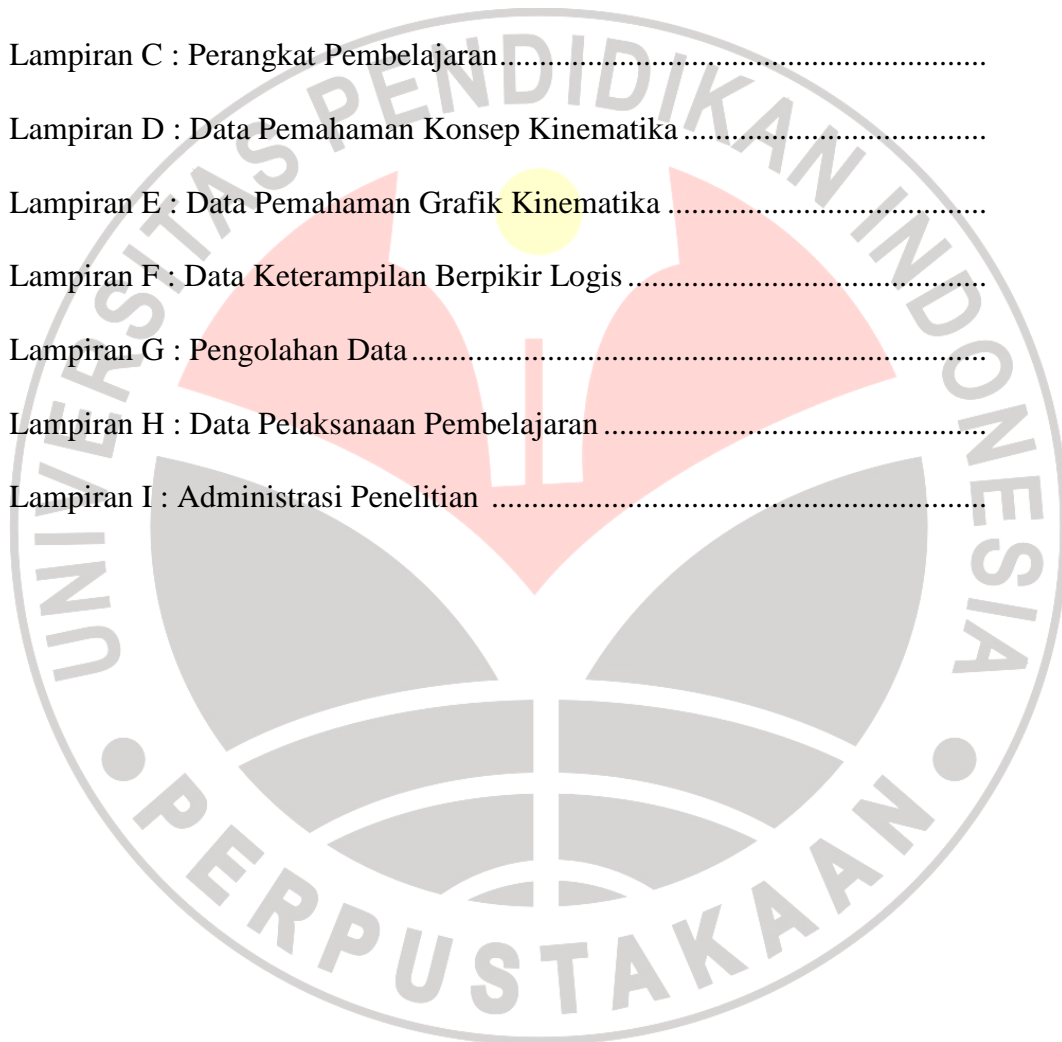 Lampiran C : Perangkat Pembelajaran............................................................
Lampiran D : Data Pemahaman Konsep Kinematika .....................................
Lampiran E : Data Pemahaman Grafik Kinematika .......................................
Lampiran F : Data Keterampilan Berpikir Logis ............................................
Lampiran G : Pengolahan Data .......................................................................
Lampiran H : Data Pelaksanaan Pembelajaran ...............................................
Lampiran I : Administrasi Penelitian .............................................................
UNIVERSITAS PENDIDIKAN INDONESIA
PERPUSTAKAAN